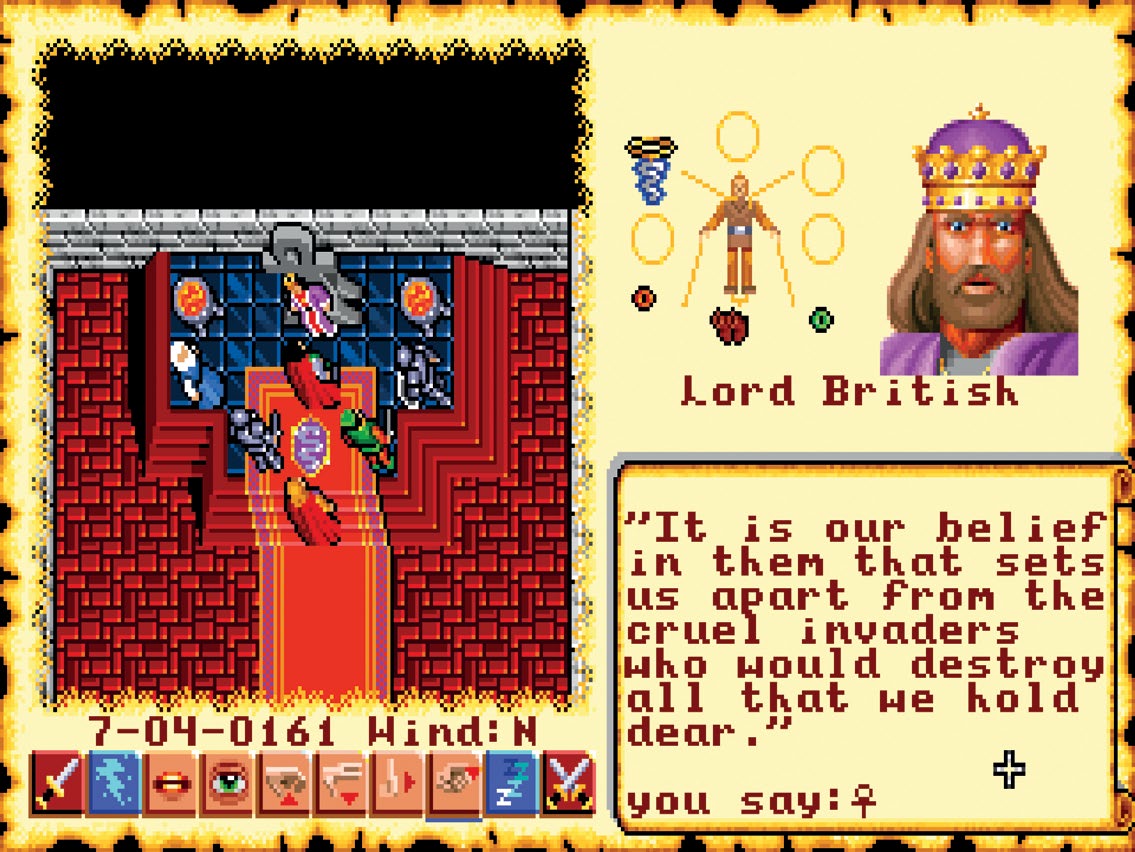 Lord British
"It is our belief
in them that sets
us apart from the
cruel invaders
who would destroy
all that we hold
dear."
you say:
7-04-0161 Wind:N